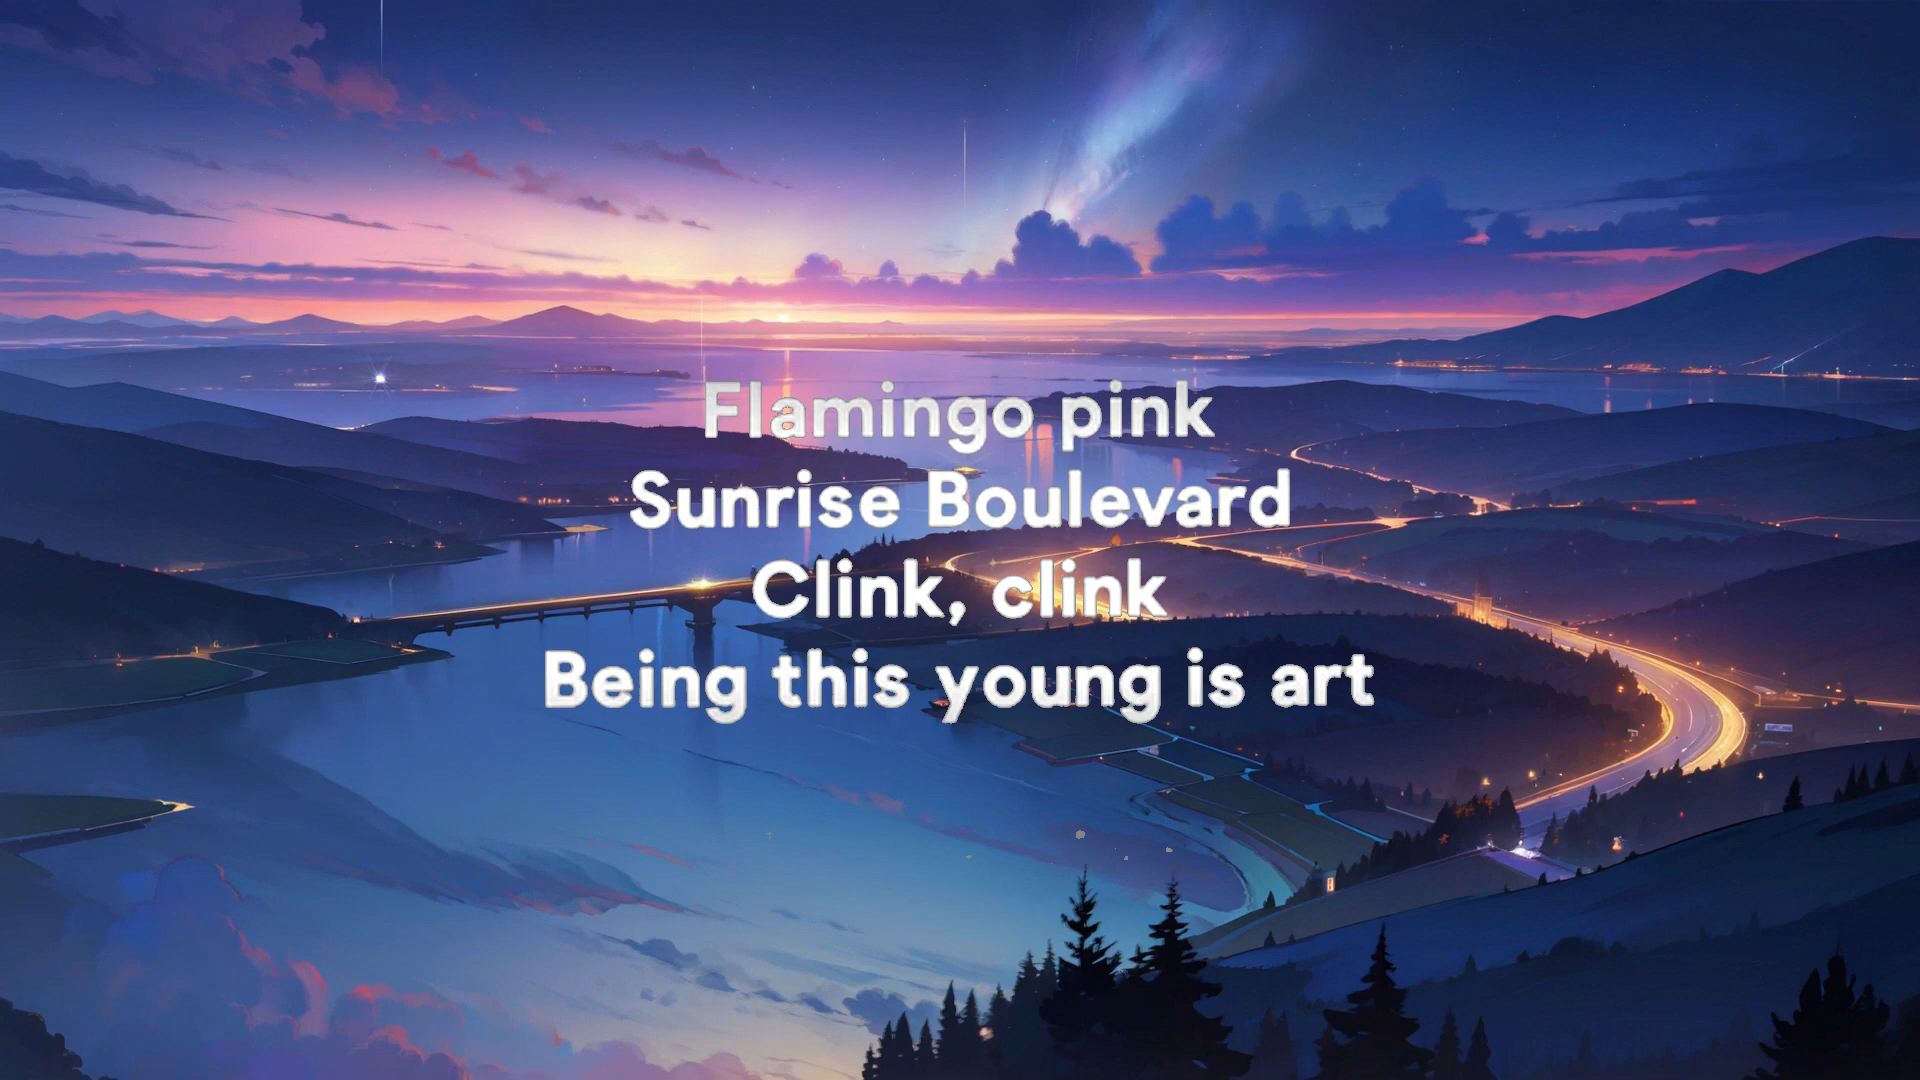 Flamingo pink
Sunrise Boulevard
Clink, clink
Being this young is art